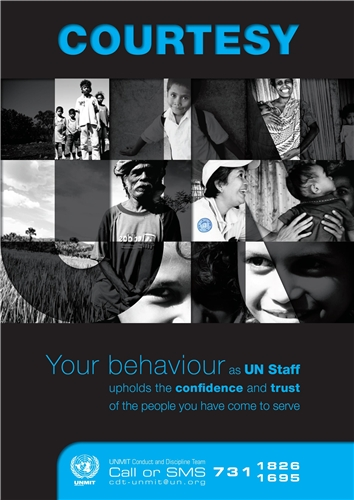 COURTESY
Your behaviour as UN Staff
upholds the confidence and trust
of the people you have come to serve
UNMIT
UNMIT Conduct and Discipline Team
Call or SMS 731 1826
1695
cdt-unmit@un.org